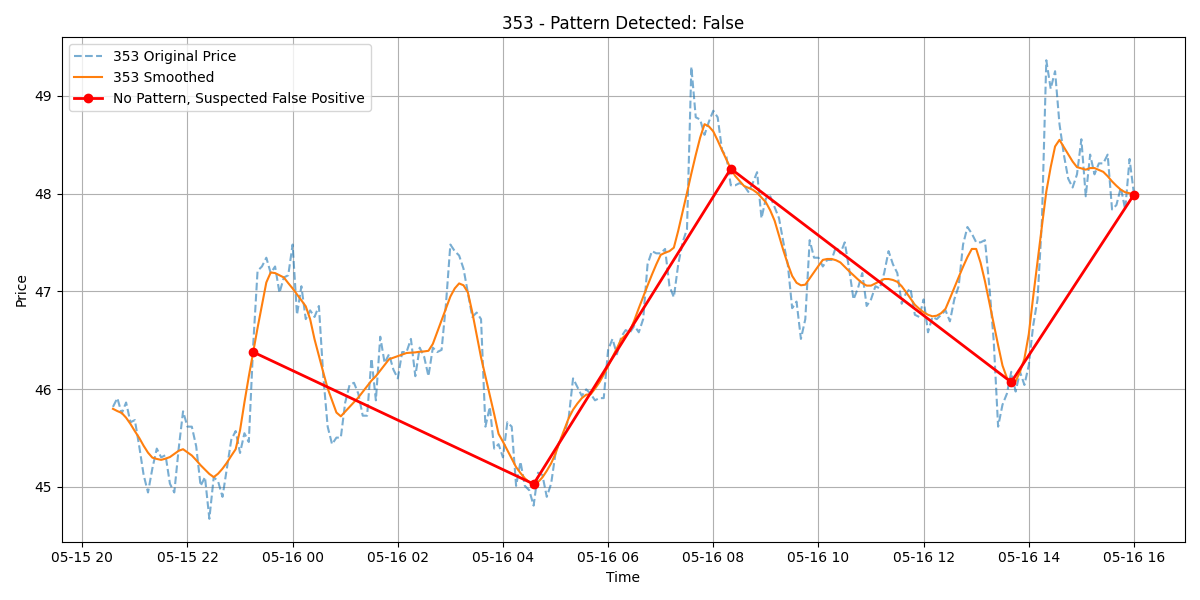 353 - Pattern Detected: False
353 Original Price
353 Smoothed
No Pattern, Suspected False Positive
Price
49
48
47
46
45
05-15 20 05-15 22 05-16 00 05-16 02 05-16 04 05-16 06 05-16 08 05-16 10 05-16 12 05-16 14 05-16 16
Time